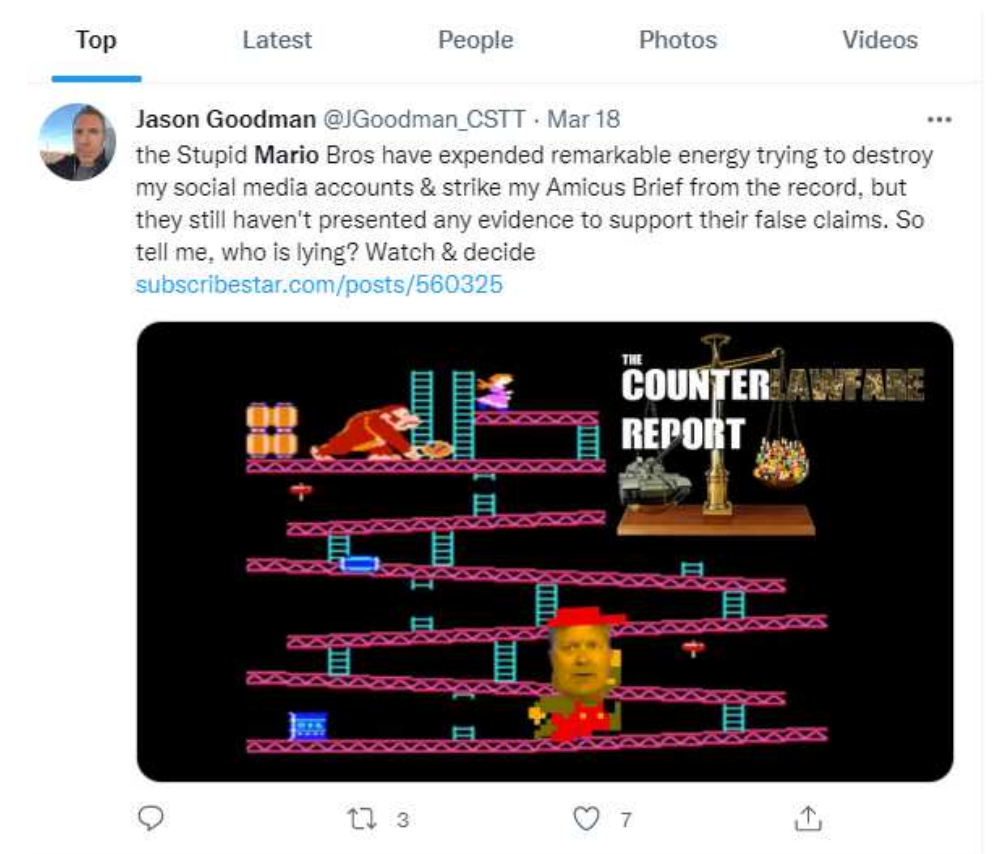 Top Latest People Photos Videos
Jason Goodman @JGoodman_CSTT · Mar 18
the Stupid Mario Bros have expended remarkable energy trying to destroy
my social media accounts & strike my Amicus Brief from the record, but
they still haven't presented any evidence to support their false claims. So
tell me, who is lying? Watch & decide
subscribestar.com/posts/560325
THE
COUNTERLAWFARE
REPORT
3 7